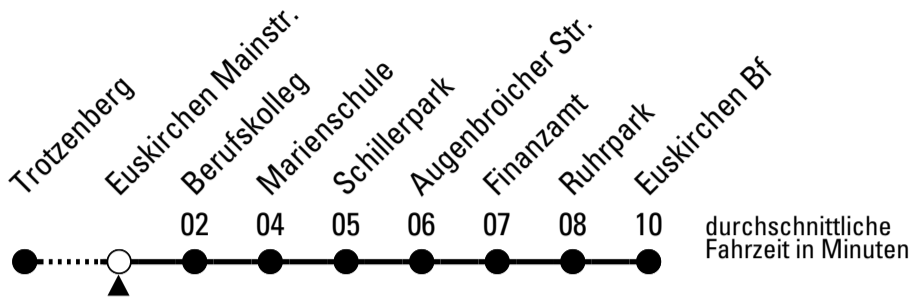 Trotzenberg
Euskirchen Mainstr.
Berufskolleg
Marienschule
Schillerpark
Augenbroicher Str.
Finanzamt
Ruhrpark
Euskirchen Bf
02 04 05 06 07 08 10
durchschnittliche
Fahrzeit in Minuten